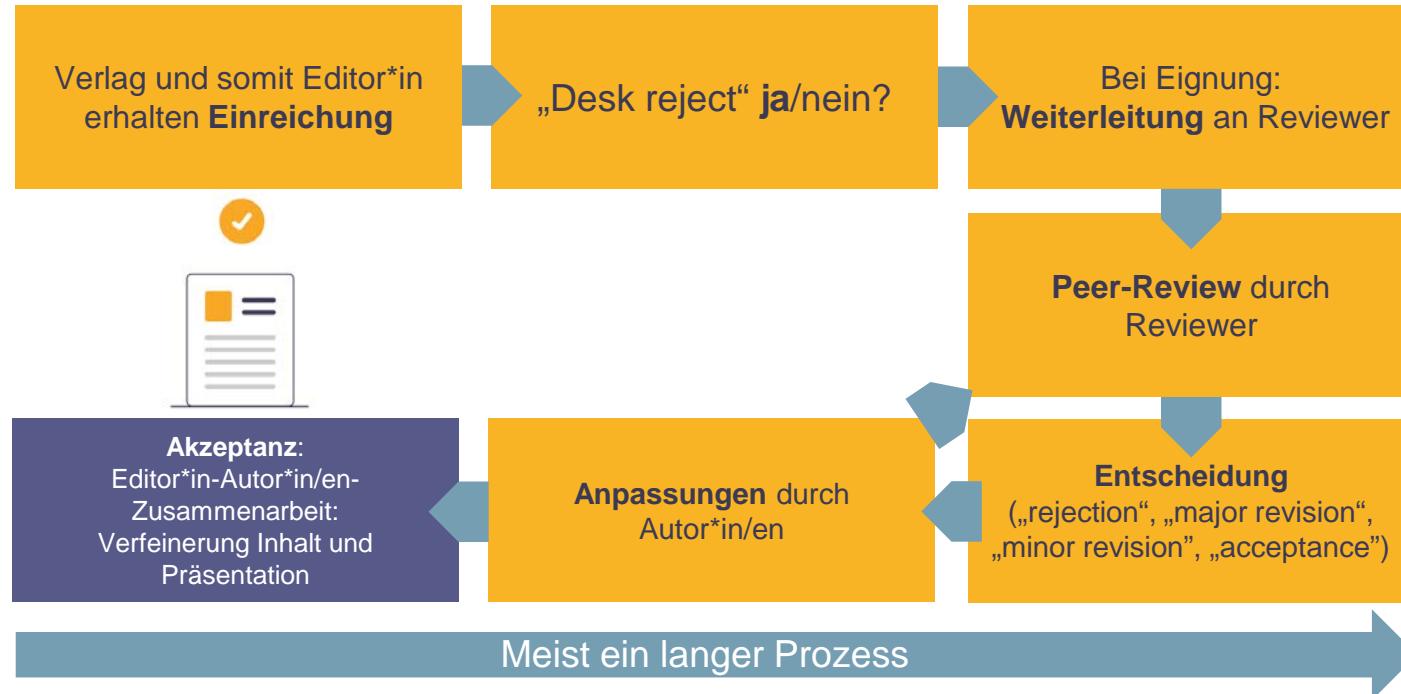 Verlag und somit Editor*in
erhalten Einreichung
„Desk reject“ ja/nein?
Bei Eignung:
Weiterleitung an Reviewer
Peer-Review durch
Reviewer
Entscheidung
(„rejection“, „major revision“,
„minor revision”, „acceptance”)
Anpassungen durch
Autor*in/en
Akzeptanz:
Editor*in-Autor*in/en-
Zusammenarbeit:
Verfeinerung Inhalt und
Präsentation
Meist ein langer Prozess